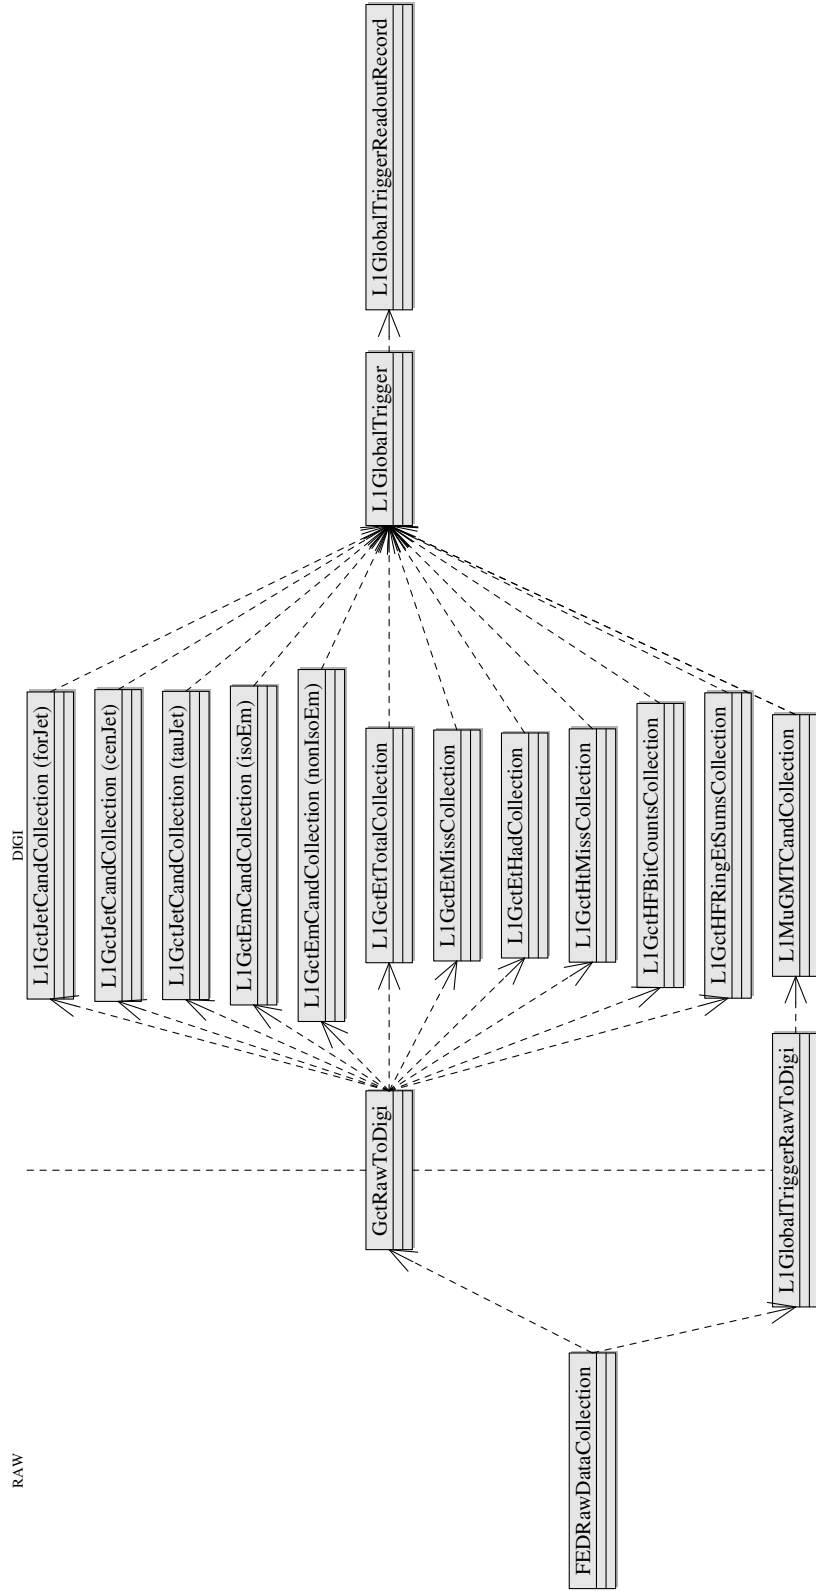 RAW
DIGI
FEDRawDataCollection
GctRawToDigi
L1GlobalTriggerRawToDigi
L1GctJetCandCollection (forJet)
L1GctJetCandCollection (cenJet)
L1GctJetCandCollection (tauJet)
L1GctEmCandCollection (isoEm)
L1GctEmCandCollection (nonIsoEm)
L1GctEtTotalCollection
L1GctEtMissCollection
L1GctEtHadCollection
L1GctHtMissCollection
L1GctHFBitCountsCollection
L1GctHFRingEtSumsCollection
L1MuGMTCandCollection
L1GlobalTrigger
L1GlobalTriggerReadoutRecord